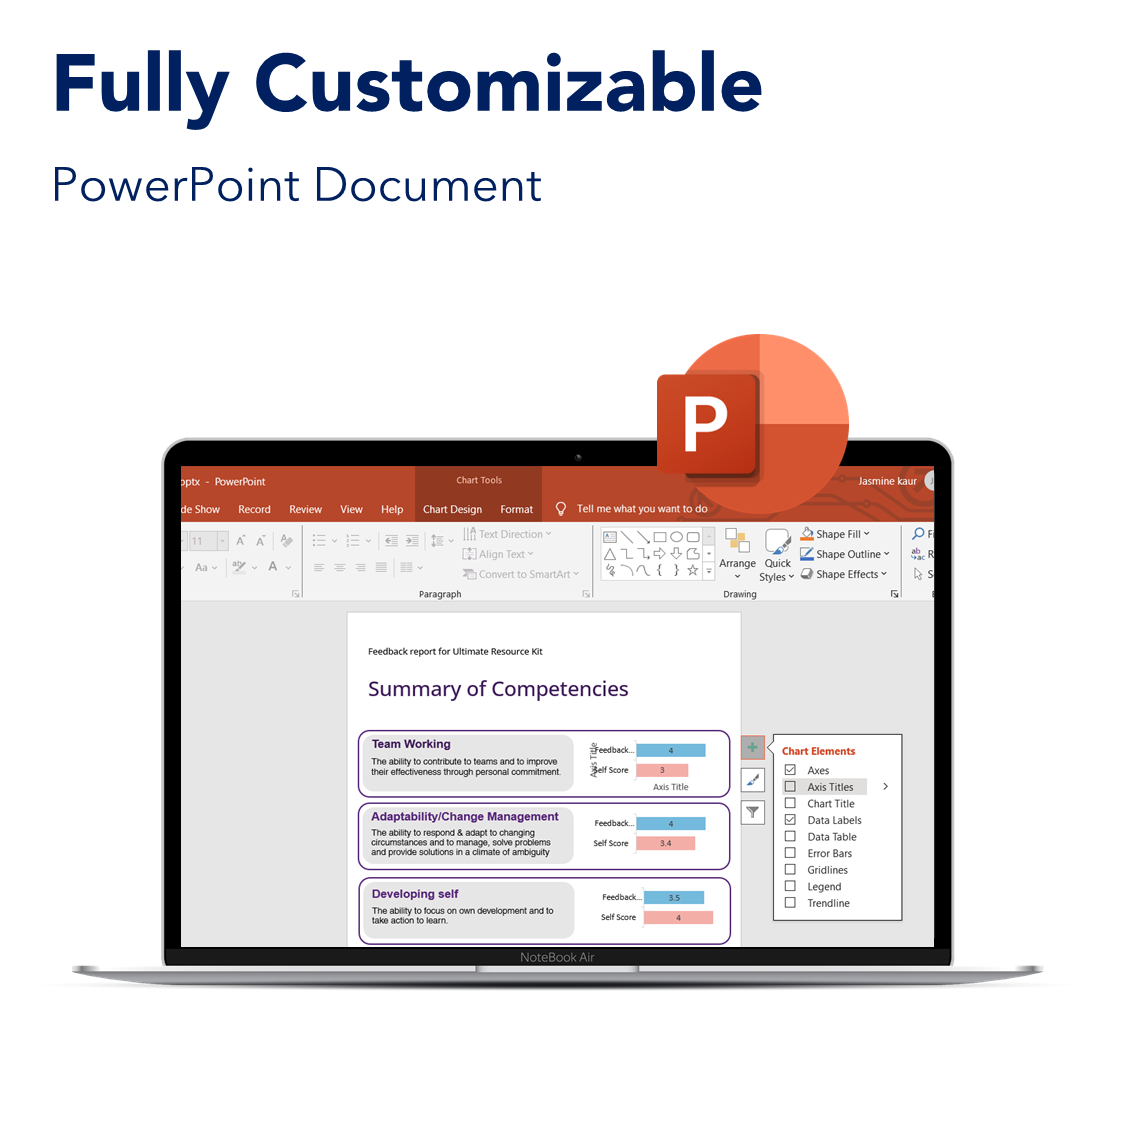 Fully Customizable
PowerPoint Document
P
pptx - PowerPoint
Chart Tools
Jasmine kaur
de Show Record Review View Help Chart Design Format Tell me what you want to do
11 A A A
Text Direction
Align Text
Convert to SmartArt
Aa ab A
Arrange
Quick Styles
Shape Fill
Shape Outline
Shape Effects
Paragraph
Drawing
Feedback report for Ultimate Resource Kit
Summary of Competencies
Team Working
The ability to contribute to teams and to improve
their effectiveness through personal commitment.
Axis Title
Feedback... 4
Self Score 3
Axis Title
Adaptability/Change Management
The ability to respond & adapt to changing
circumstances and to manage, solve problems
and provide solutions in a climate of ambiguity
Feedback... 4
Self Score 3.4
Developing self
The ability to focus on own development and to
take action to learn.
Feedback... 3.5
Self Score 4
Chart Elements
Axes
Axis Titles
Chart Title
Data Labels
Data Table
Error Bars
Gridlines
Legend
Trendline
NoteBook Air